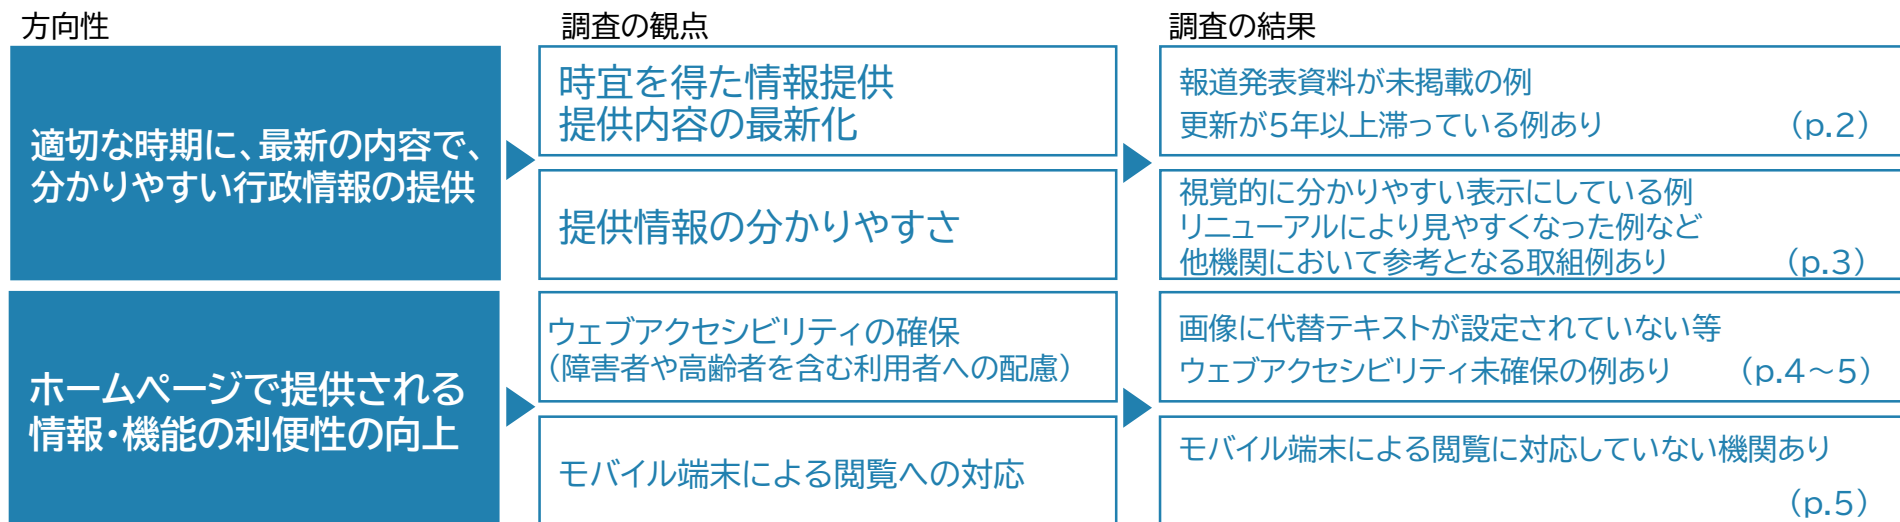 方向性
調査の観点
調査の結果
適切な時期に、最新の内容で、
分かりやすい行政情報の提供
時宜を得た情報提供
提供内容の最新化
報道発表資料が未掲載の例
更新が5年以上滞っている例あり (p.2)
提供情報の分かりやすさ
視覚的に分かりやすい表示にしている例
リニューアルにより見やすくなった例など
他機関において参考となる取組例あり (p.3)
ホームページで提供される
情報・機能の利便性の向上
ウェブアクセシビリティの確保
(障害者や高齢者を含む利用者への配慮)
画像に代替テキストが設定されていない等
ウェブアクセシビリティ未確保の例あり (p.4～5)
モバイル端末による閲覧への対応
モバイル端末による閲覧に対応していない機関あり
(p.5)